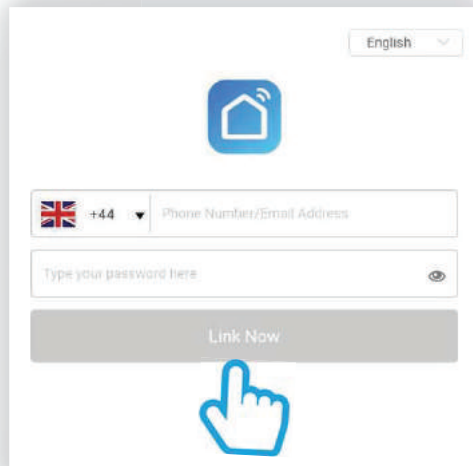 English
+44
Phone Number/Email Address
Type your password here
Link Now